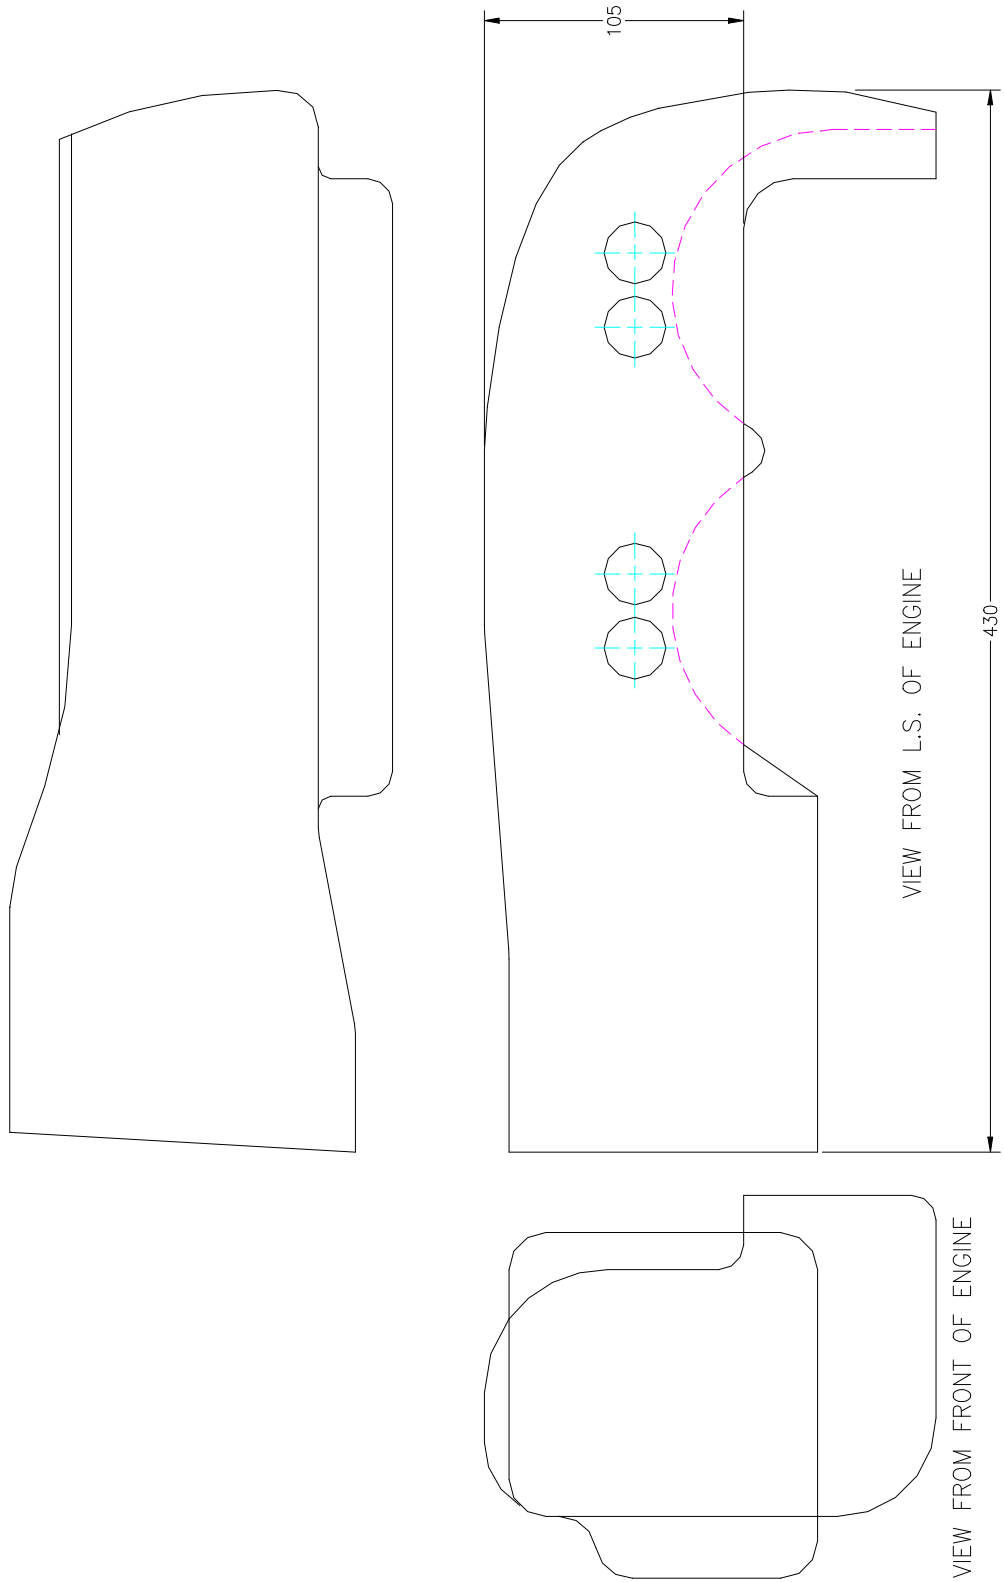 105
430
VIEW FROM L.S. OF ENGINE
VIEW FROM FRONT OF ENGINE